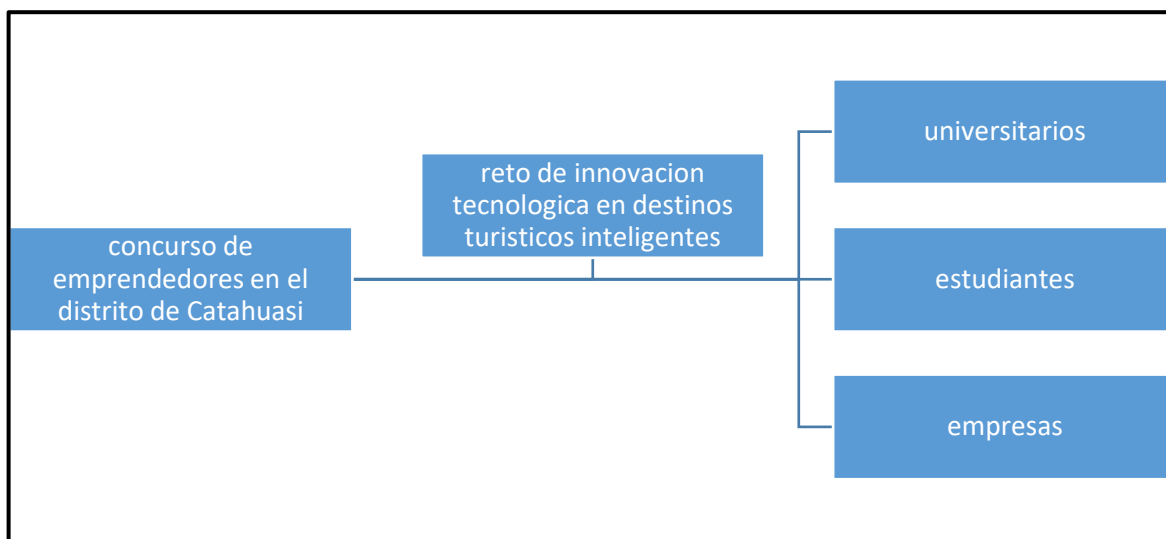 concurso de
emprendedores en el
distrito de Catahuasi
reto de innovacion
tecnologica en destinos
turisticos inteligentes
universitarios
estudiantes
empresas